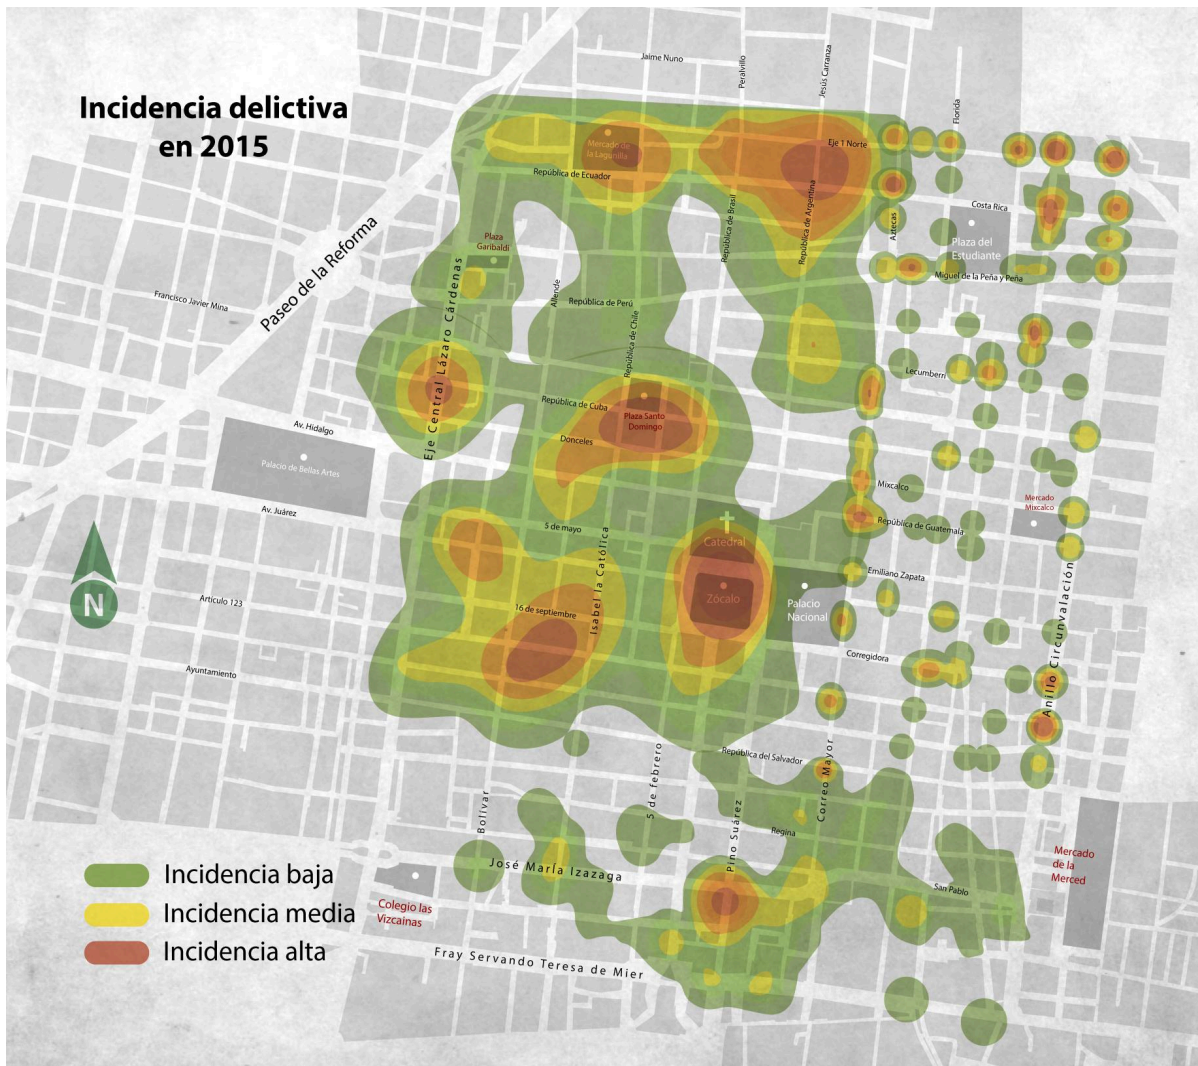 Incidencia delictiva
en 2015
Jaime Nuno
Peralvillo
Jesús Carranza
Florida
Eje 1 Norte
Mercado de
la Lagunilla
República de Ecuador
Paseo de la Reforma
Plaza
Garibaldi
República de Brasil
República de Argentina
Aztecas
Costa Rica
Plaza del
Estudiante
Miguel de la Peña y Peña
Francisco Javier Mina
Eje Central Lázaro Cárdenas
Allende
República de Perú
República de Chile
Lecumberri
República de Cuba
Plaza Santo
Domingo
Donceles
Av. Hidalgo
Palacio de Bellas Artes
Av. Juárez
Mixcalco
Mercado
Mixcalco
5 de mayo
Isabel la Católica
Catedral
República de Guatemala
Zócalo
Emiliano Zapata
Palacio
Nacional
N
Articulo 123
16 de septiembre
Anillo Circunvalación
Corregidora
Ayuntamiento
República del Salvador
5 de febrero
Correo Mayor
Bolívar
Pino Suárez
Regina
José María Izazaga
San Pablo
Mercado
de la
Merced
Incidencia baja
Incidencia media
Incidencia alta
Colegio las
Vizcaínas
Fray Servando Teresa de Mier